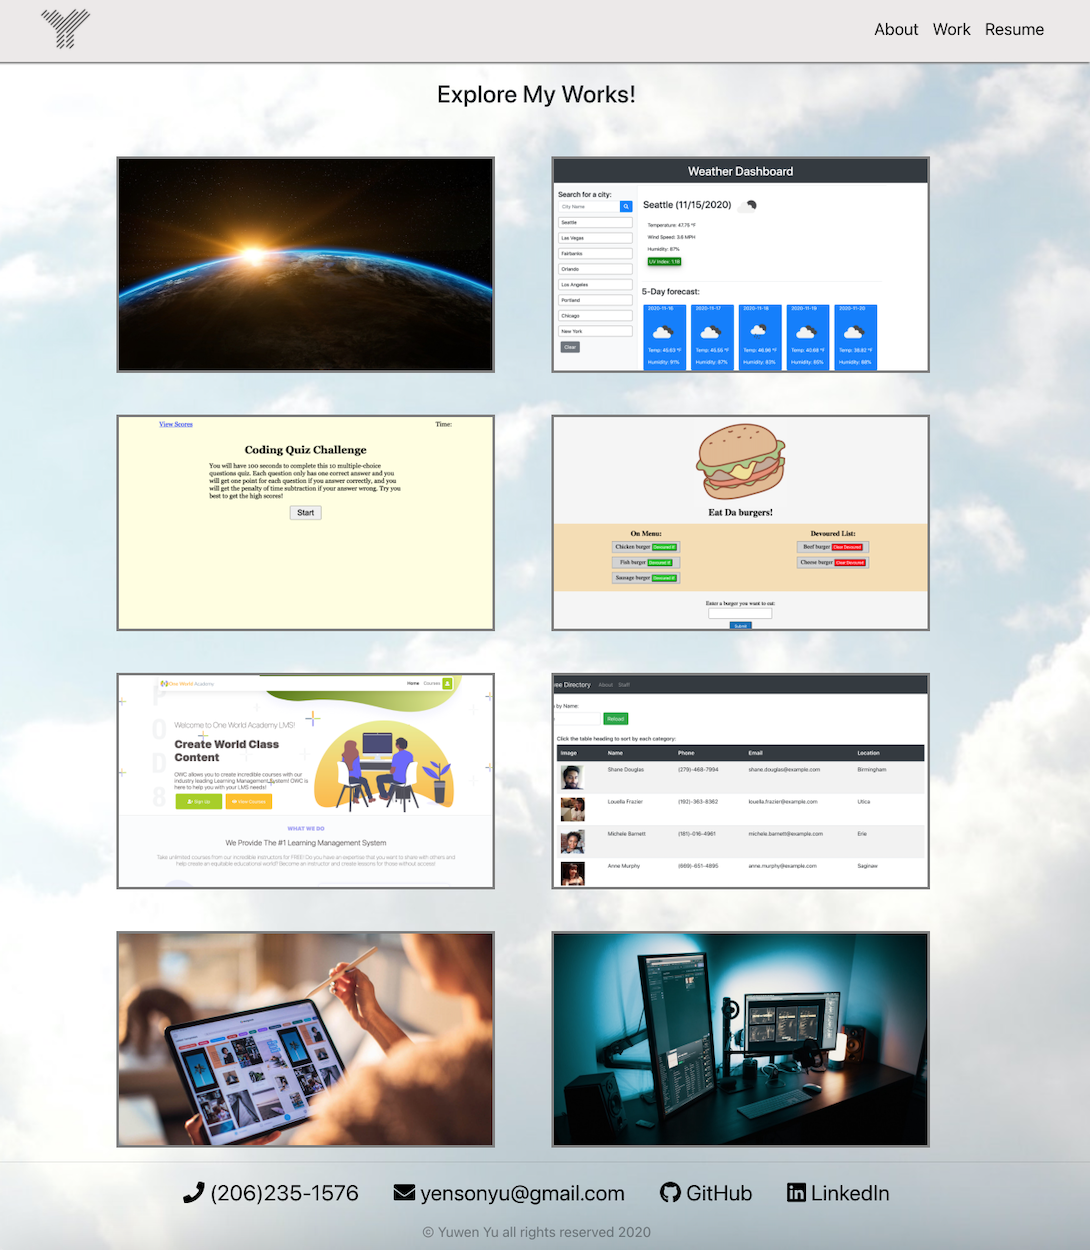 About Work Resume
Explore My Works!
Weather Dashboard
Search for a city:
City Name
Seattle
Las Vegas
Fairbanks
Orlando
Los Angeles
Portland
Chicago
New York
Clear
Seattle (11/15/2020)
Temperature: 47.75 °F
Wind Speed: 3.6 MPH
Humidity: 87%
UV Index: 1.18
5-Day forecast:
2020-11-16 2020-11-17 2020-11-18 2020-11-19 2020-11-20
Temp: 45.63 °F Temp: 45.55 °F Temp: 46.98 °F Temp: 40.68 °F Temp: 38.82 °F
Humidity: 91% Humidity: 87% Humidity: 83% Humidity: 85% Humidity: 88%
View Scores
Time:
Coding Quiz Challenge
You will have 100 seconds to complete this 10 multiple-choice
questions quiz. Each question only has one correct answer and you
will get one point for each question if you answer correctly, and you
will get the penalty of time subtraction if your answer wrong. Try you
best to get the high scores!
Start
Eat Da burgers!
On Menu:
Chicken burger Devoured it
Fish burger Devoured it
Sausage burger Devoured it
Devoured List:
Beef burger Clear Devoured
Cheese burger Clear Devoured
Enter a burger you want to eat:
Submit
One World Academy
Home Courses
Welcome to One World Academy LMS!
Create World Class
Content
OWC allows you to create incredible courses with our
industry leading Learning Management System! OWC is
here to help you with your LMS needs!
Sign Up View Courses
WHAT WE DO
We Provide The #1 Learning Management System
Take unlimited courses from our incredible instructors for FREE! Do you have an expertise that you want to share with others and
help create an equitable educational world? Become an instructor and create lessons for those without access!
ee Directory About Staff
by Name:
Reload
Click the table heading to sort by each category:
Image Name Phone Email Location
Shane Douglas (279)-468-7994 shane.douglas@example.com Birmingham
Louella Frazier (192)-363-8362 louella.frazier@example.com Utica
Michele Barnett (181)-016-4961 michele.barnett@example.com Erie
Anne Murphy (669)-651-4895 anne.murphy@example.com Saginaw
(206)235-1576 yensonyu@gmail.com GitHub LinkedIn
© Yuwen Yu all rights reserved 2020